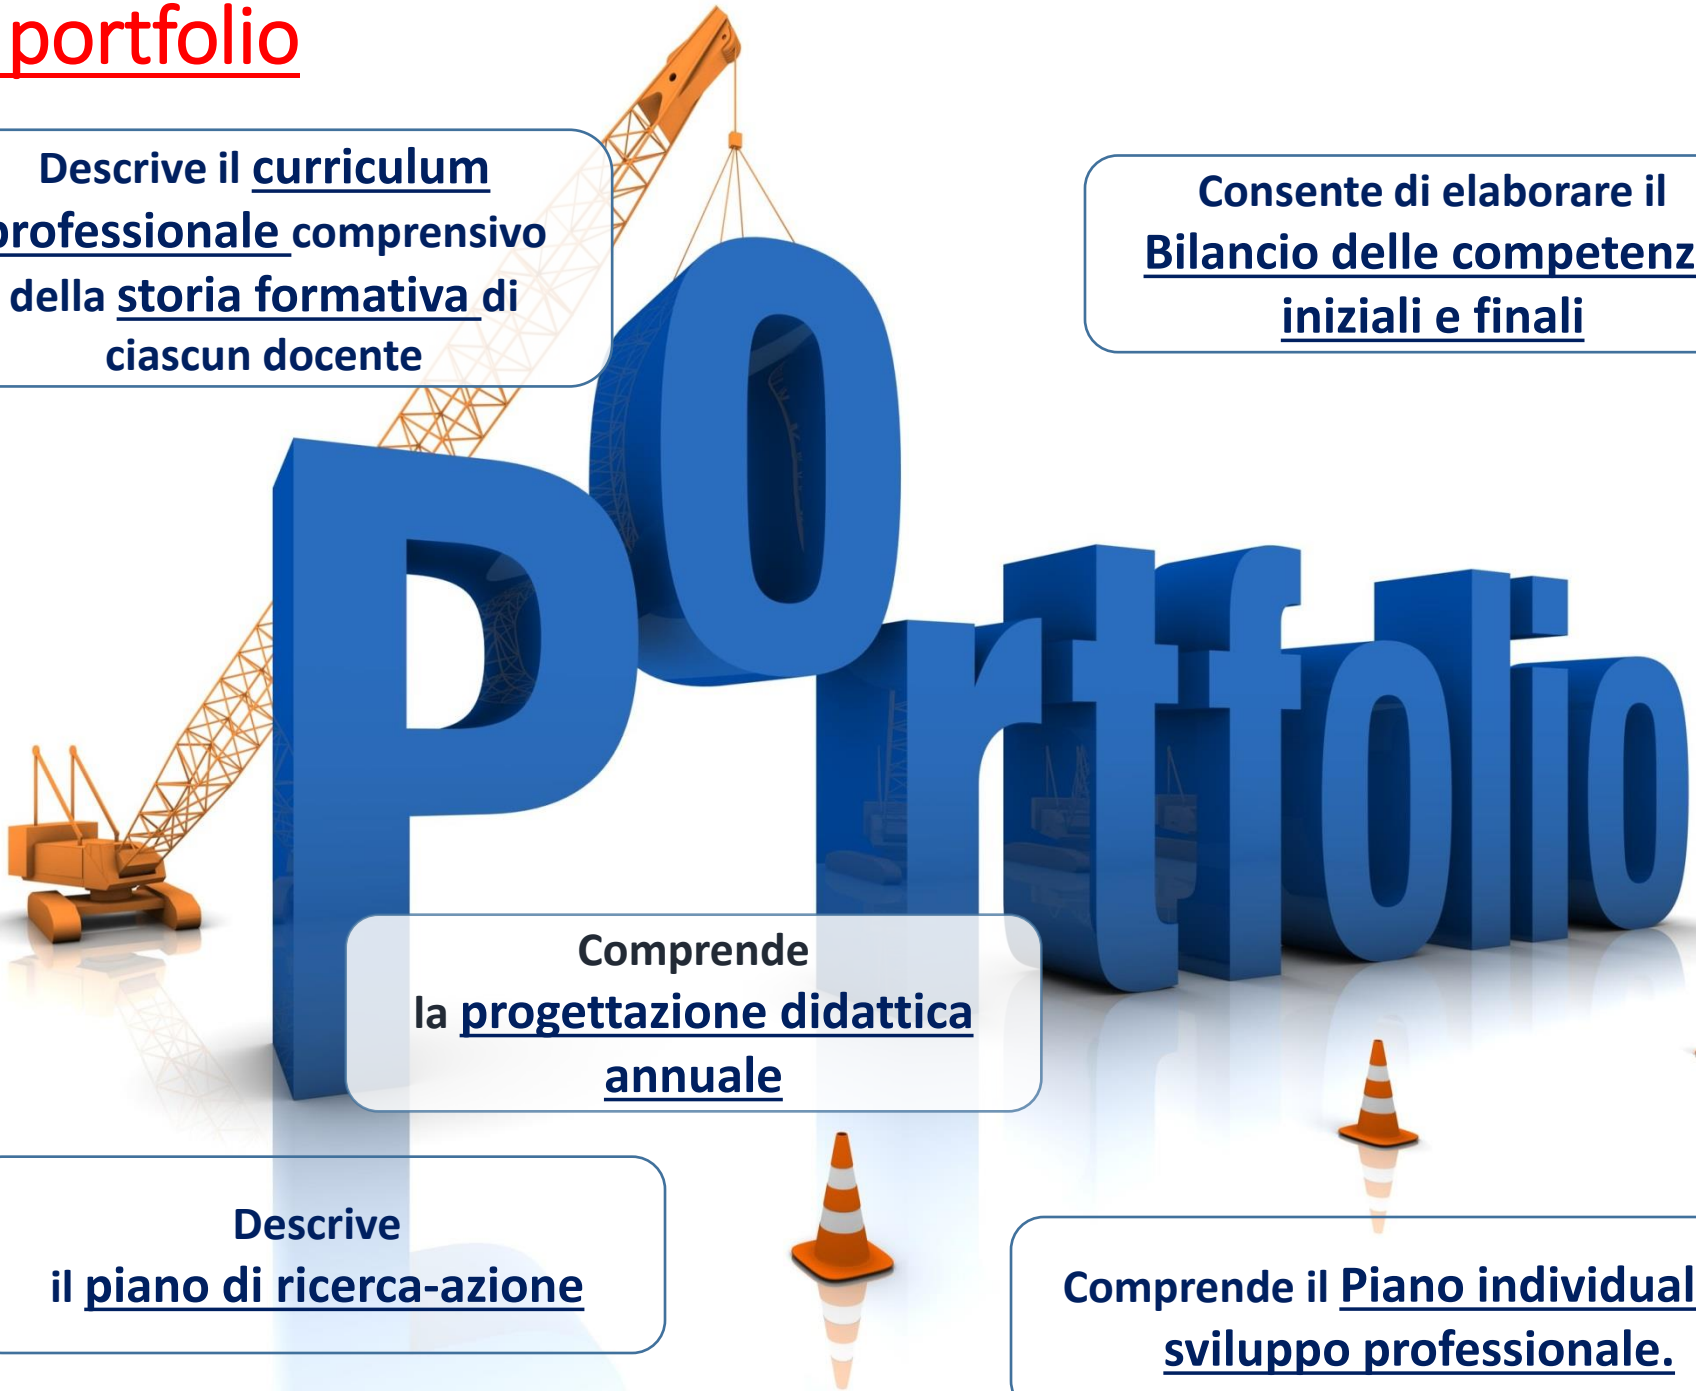 portfolio
Descrive il curriculum
professionale comprensivo
della storia formativa di
ciascun docente
Consente di elaborare il
Bilancio delle competenz
iniziali e finali
Portfolio
Comprende
la progettazione didattica
annuale
Descrive
il piano di ricerca-azione
Comprende il Piano individual
sviluppo professionale.